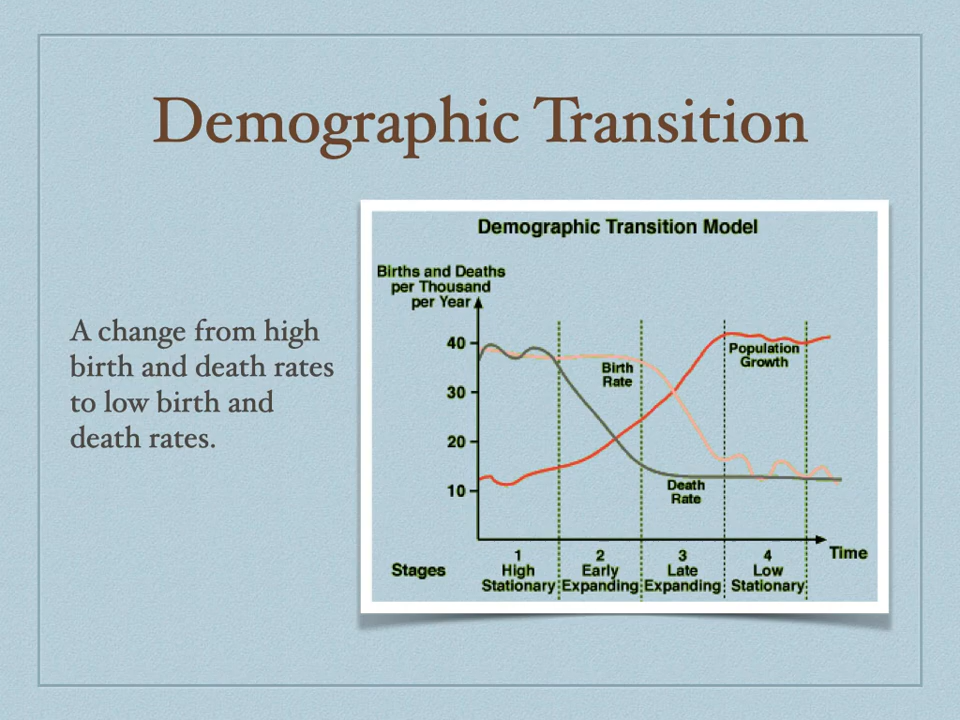 Demographic Transition
A change from high
birth and death rates
to low birth and
death rates.
Demographic Transition Model
Births and Deaths
per Thousand
per Year
40
30
20
10
Population
Growth
Birth
Rate
Death
Rate
Time
Stages
1
High
Stationary
2
Early
Expanding
3
Late
Expanding
4
Low
Stationary